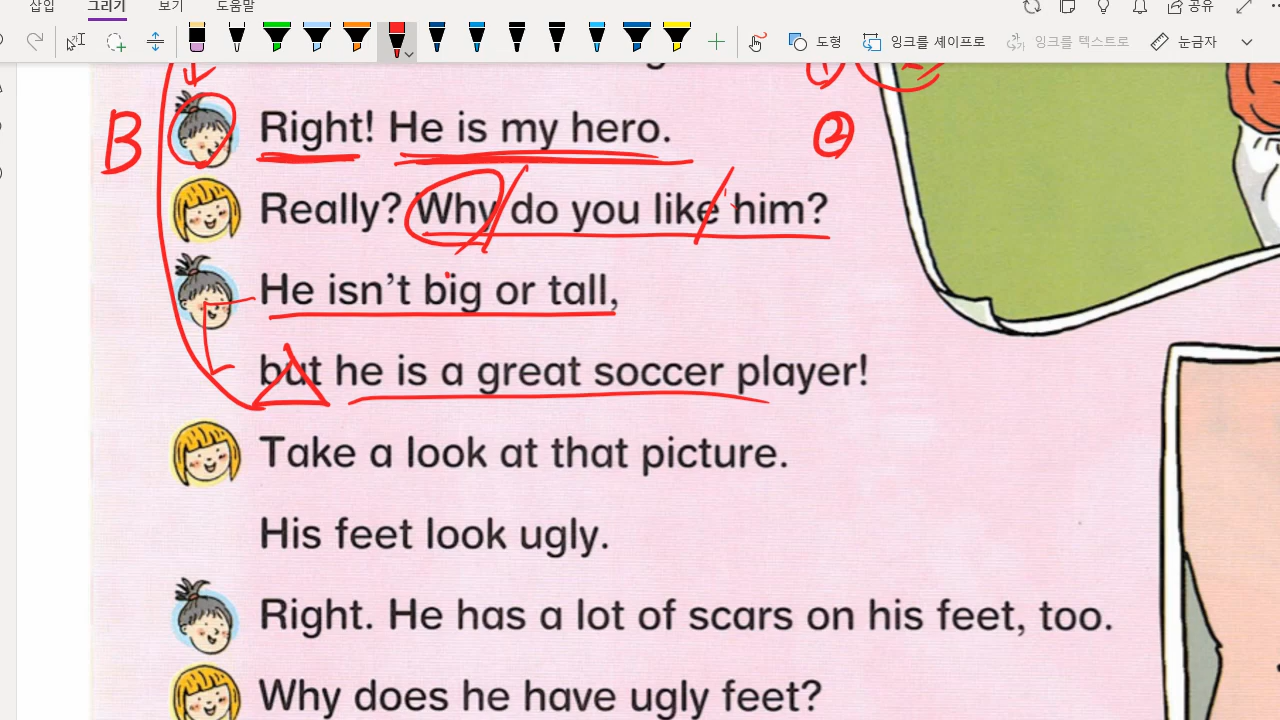 삽입 그리기 보기 도움말 공유
도형 잉크를 셰이프로 잉크를 텍스트로 눈금자
①
B Right! He is my hero. ②
Really? Why do you like him?
He isn't big or tall,
but he is a great soccer player!
Take a look at that picture.
His feet look ugly.
Right. He has a lot of scars on his feet, too.
Why does he have ugly feet?